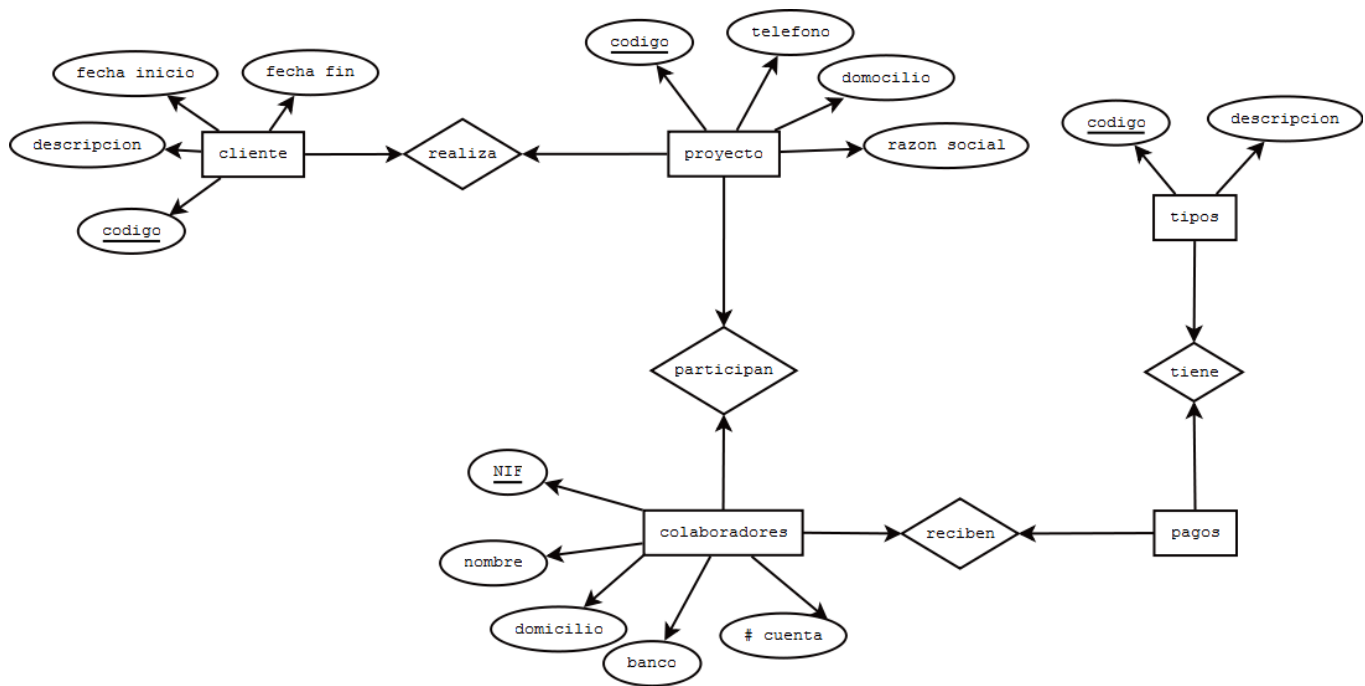 codigo
telefono
fecha inicio
fecha fin
domocilio
descripcion
cliente
realiza
proyecto
razon social
codigo
codigo
descripcion
tipos
participan
tiene
NIF
colaboradores
reciben
pagos
nombre
domicilio
banco
# cuenta